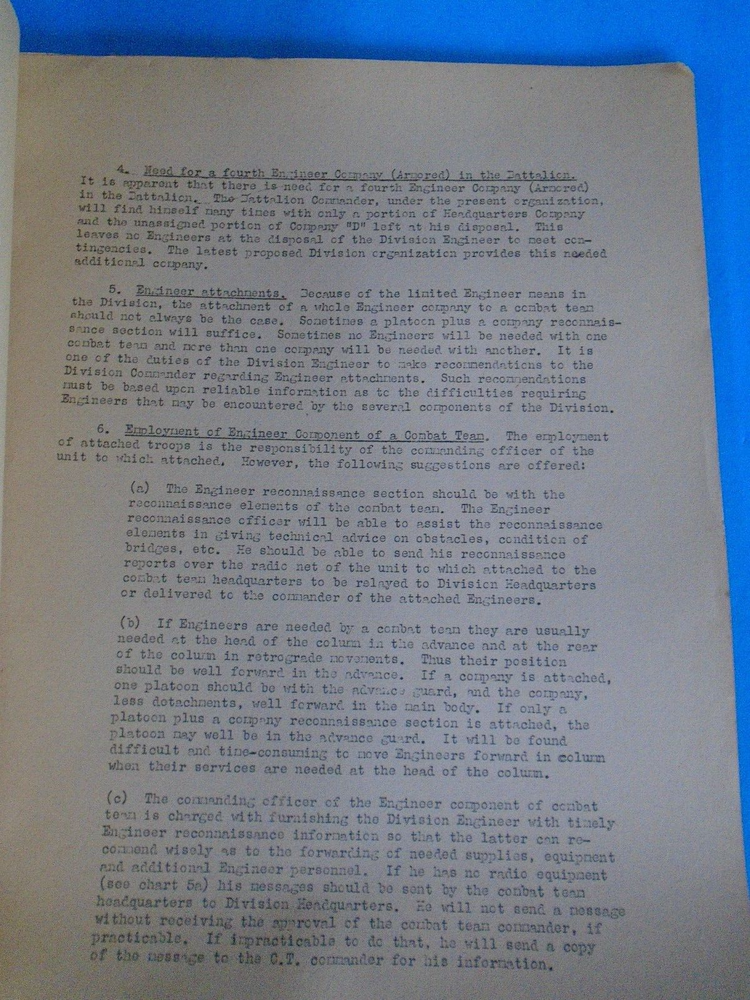 4. Need for a fourth Engineer Company (Armored) in the Battalion.
It is apparent that there is need for a fourth Engineer Company (Armored)
in the Battalion. The Battalion Commander, under the present organization,
will find himself many times with only a portion of Headquarters Company
and the unassigned portion of Company "D" left at his disposal. This
leaves no Engineers at the disposal of the Division Engineer to meet con-
tingencies. The latest proposed Division organization provides this needed
additional company.
5. Engineer attachments. Because of the limited Engineer means in
the Division, the attachment of a whole Engineer company to a combat team
should not always be the case. Sometimes a platoon plus a company reconnais-
sance section will suffice. Sometimes no Engineers will be needed with one
combat team and more than one company will be needed with another. It is
one of the duties of the Division Engineer to make recommendations to the
Division Commander regarding Engineer attachments. Such recommendations
must be based upon reliable information as to the difficulties requiring
Engineers that may be encountered by the several components of the Division.
6. Employment of Engineer Component of a Combat Team. The employment
of attached troops is the responsibility of the commanding officer of the
unit to which attached. However, the following suggestions are offered:
(a) The Engineer reconnaissance section should be with the
reconnaissance elements of the combat team. The Engineer
reconnaissance officer will be able to assist the reconnaissance
elements in giving technical advice on obstacles, condition of
bridges, etc. He should be able to send his reconnaissance
reports over the radio net of the unit to which attached to the
combat team headquarters to be relayed to Division Headquarters
or delivered to the commander of the attached Engineers.
(b) If Engineers are needed by a combat team they are usually
needed at the head of the column in the advance and at the rear
of the column in retrograde movements. Thus their position
should be well forward in the advance. If a company is attached,
one platoon should be with the advance guard, and the company,
less detachments, well forward in the main body. If only a
platoon plus a company reconnaissance section is attached, the
platoon may well be in the advance guard. It will be found
difficult and time-consuming to move Engineers forward in column
when their services are needed at the head of the column.
(c) The commanding officer of the Engineer component of combat
team is charged with furnishing the Division Engineer with timely
Engineer reconnaissance information so that the latter can re-
commend wisely as to the forwarding of needed supplies, equipment
and additional Engineer personnel. If he has no radio equipment
(see chart 5a) his messages should be sent by the combat team
headquarters to Division Headquarters. He will not send a message
without receiving the approval of the combat team commander, if
practicable. If impracticable to do that, he will send a copy
of the message to the C.T. commander for his information.